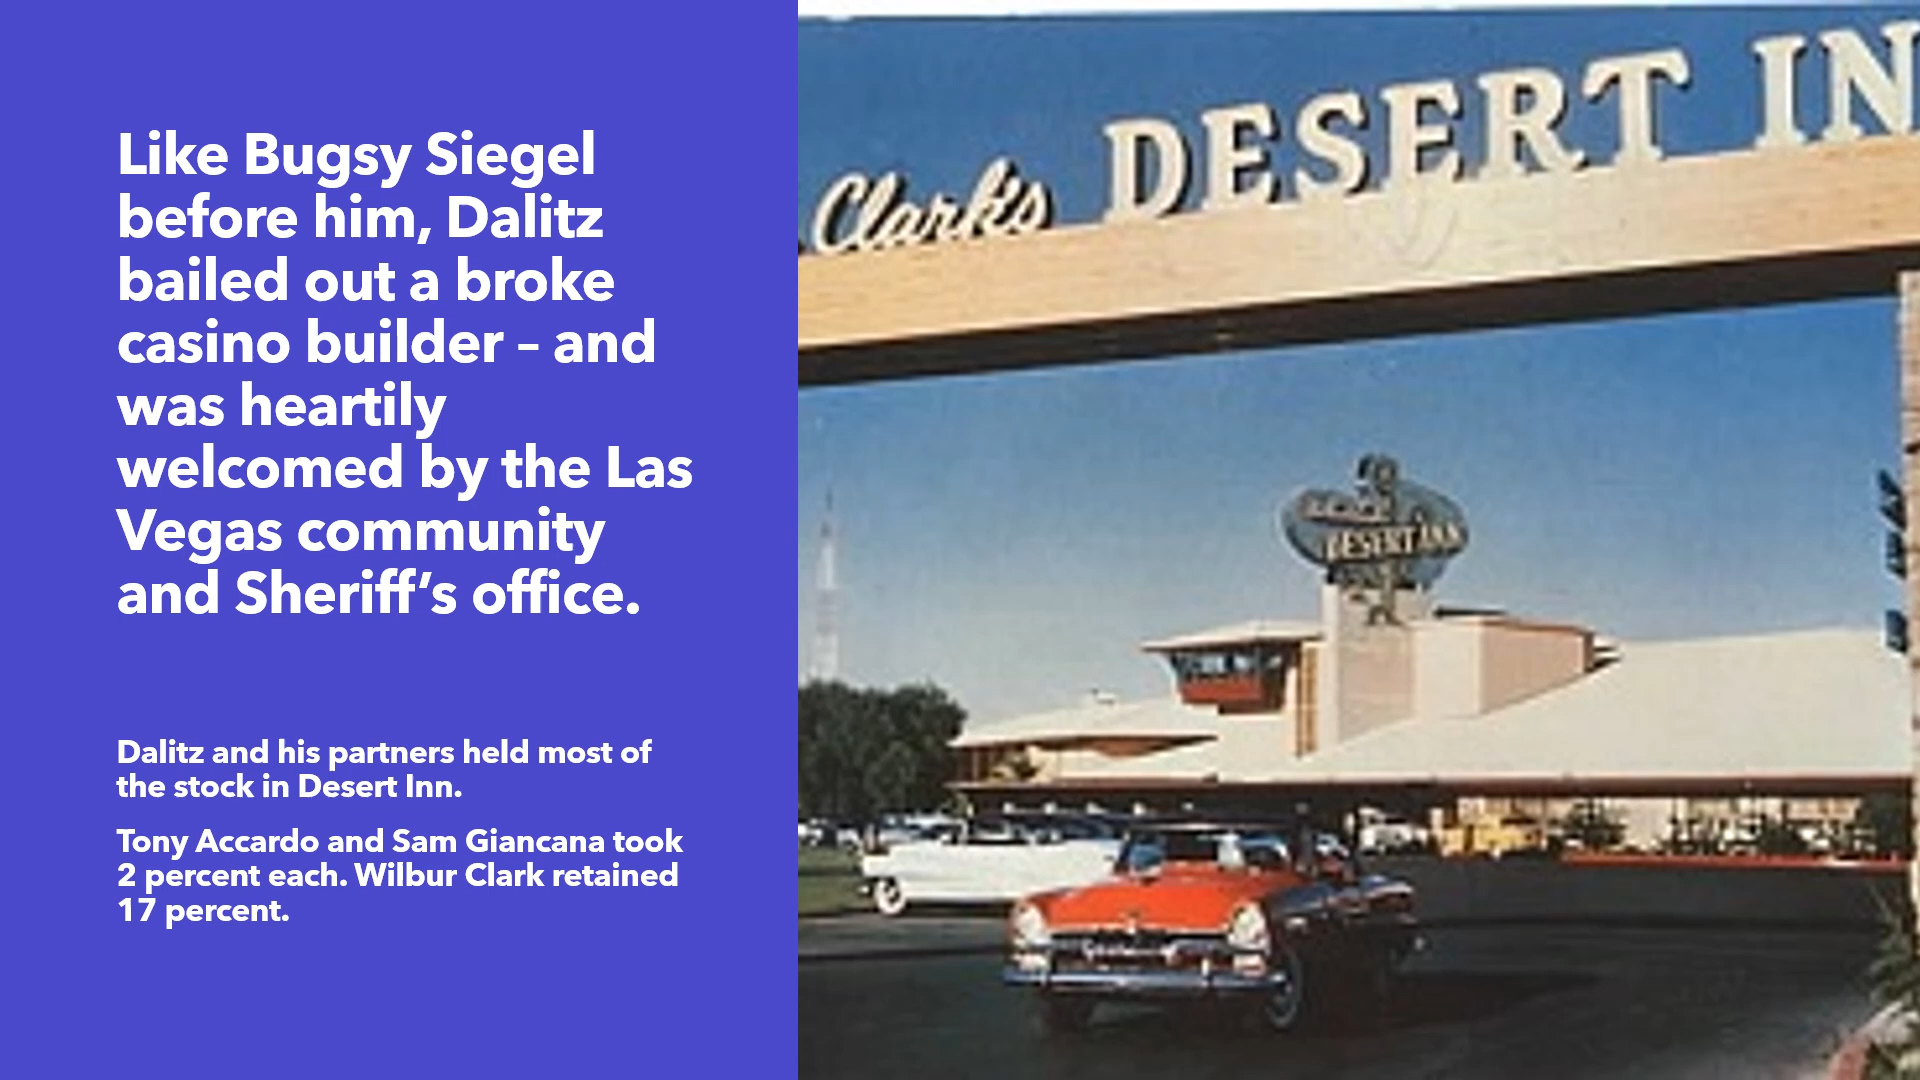 Like Bugsy Siegel
before him, Dalitz
bailed out a broke
casino builder – and
was heartily
welcomed by the Las
Vegas community
and Sheriff’s office.
Dalitz and his partners held most of
the stock in Desert Inn.
Tony Accardo and Sam Giancana took
2 percent each. Wilbur Clark retained
17 percent.
Clark's DESERT IN
DESERT INN